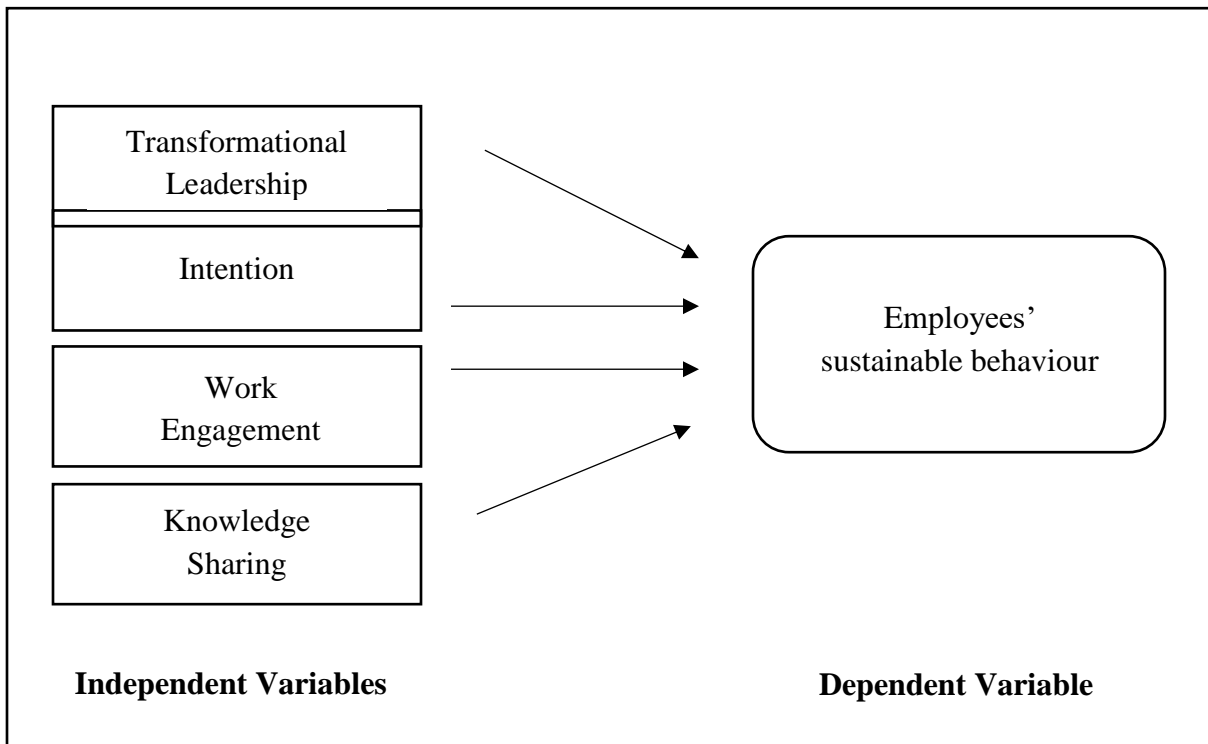 Transformational
Leadership
Intention
Work
Engagement
Knowledge
Sharing
Employees’
sustainable behaviour
Independent Variables
Dependent Variable